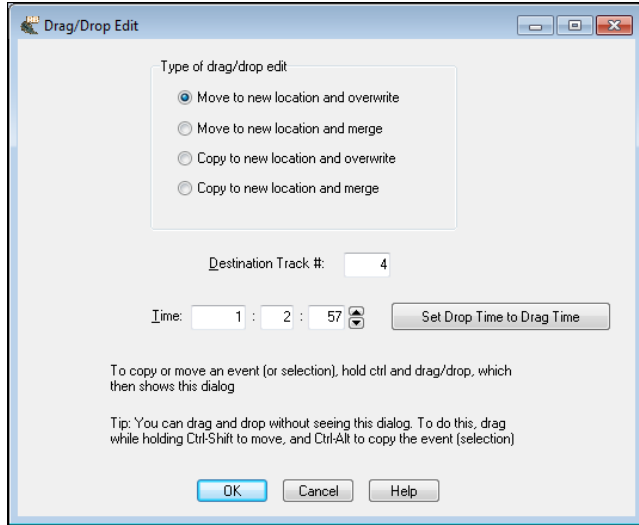 Drag/Drop Edit
Type of drag/drop edit
Move to new location and overwrite
Move to new location and merge
Copy to new location and overwrite
Copy to new location and merge
Destination Track #: 4
Time: 1 : 2 : 57 Set Drop Time to Drag Time
To copy or move an event (or selection), hold ctrl and drag/drop, which
then shows this dialog
Tip: You can drag and drop without seeing this dialog. To do this, drag
while holding Ctrl-Shift to move, and Ctrl-Alt to copy the event (selection)
OK Cancel Help